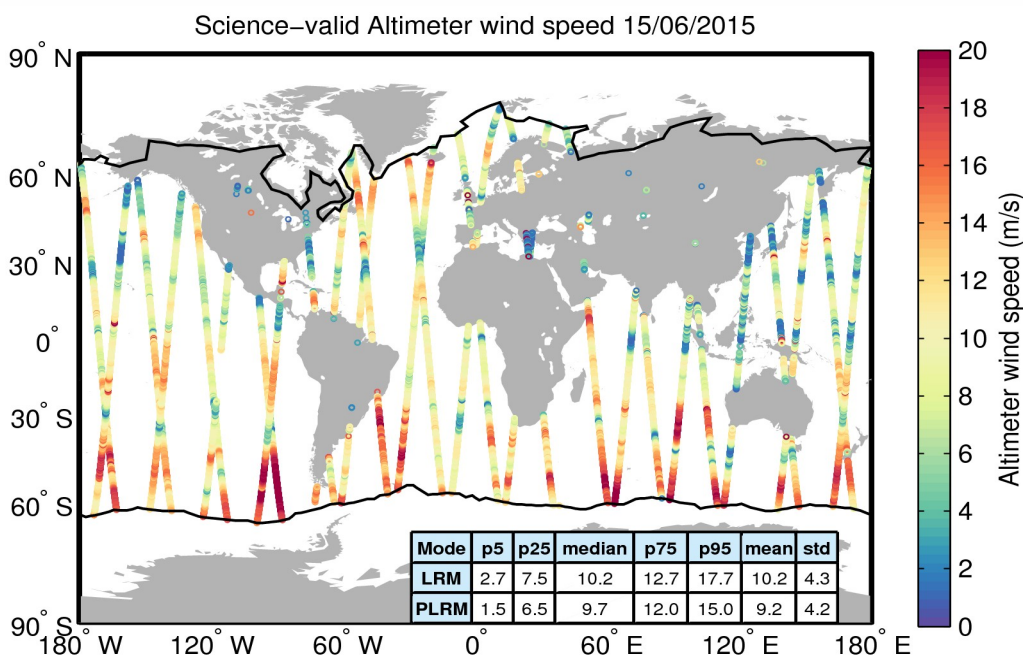 Science−valid Altimeter wind speed 15/06/2015
90° N
60° N
30° N
0°
30° S
60° S
90° S
180° W
120° W
60° W
0°
60° E
120° E
180° E
20
18
16
14
12
10
8
6
4
2
0
Altimeter wind speed (m/s)
Mode p5 p25 median p75 p95 mean std
LRM 2.7 7.5 10.2 12.7 17.7 10.2 4.3
PLRM 1.5 6.5 9.7 12.0 15.0 9.2 4.2